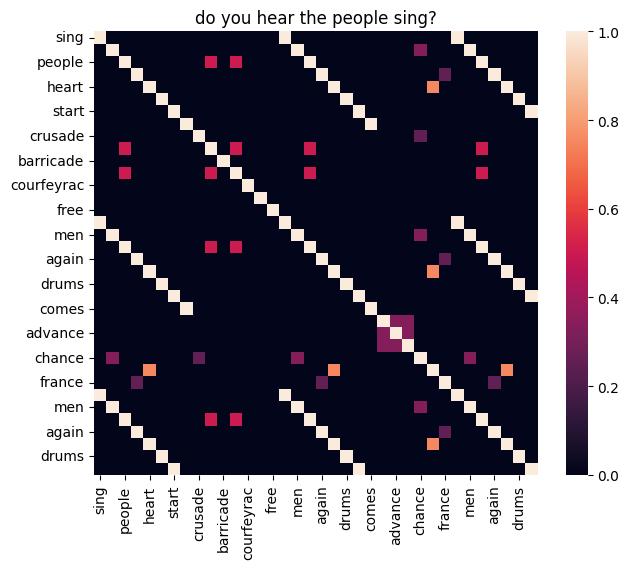 do you hear the people sing?
sing
people
heart
start
crusade
barricade
courfeyrac
free
men
again
drums
comes
advance
chance
france
men
again
drums
1.0
0.8
0.6
0.4
0.2
0.0
sing
people
heart
start
crusade
barricade
courfeyrac
free
men
again
drums
comes
advance
chance
france
men
again
drums